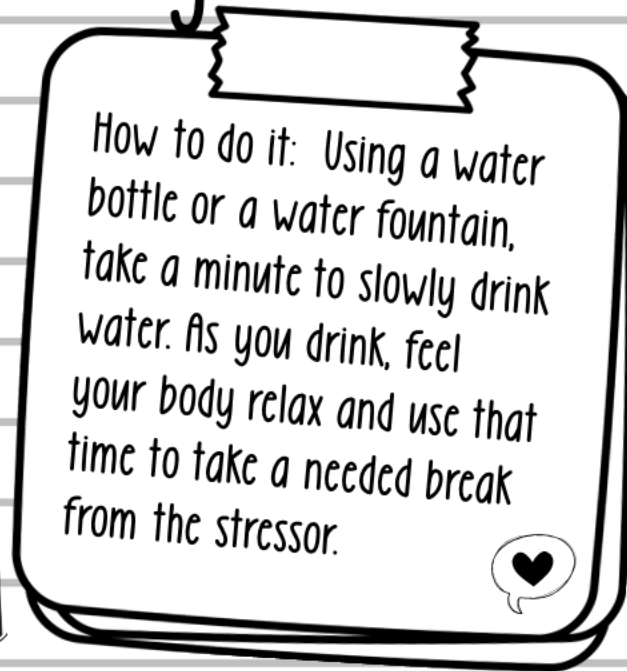 How to do it:  Using a water
bottle or a water fountain,
take a minute to slowly drink
water. As you drink, feel
your body relax and use that
time to take a needed break
from the stressor.